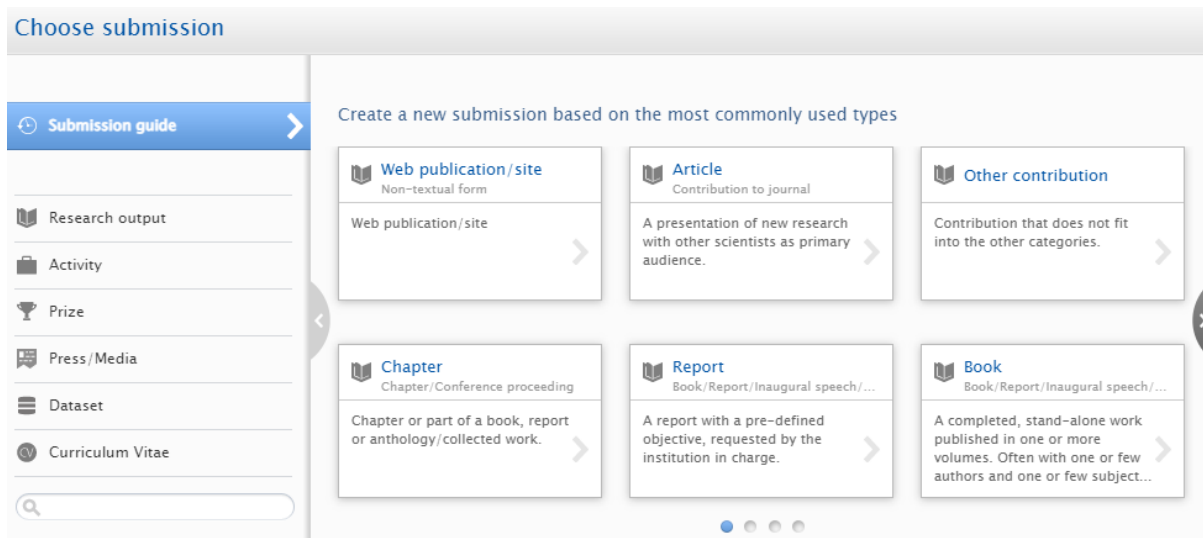 Choose submission
Submission guide
Research output
Activity
Prize
Press/Media
Dataset
CV
Curriculum Vitae
Create a new submission based on the most commonly used types
Web publication/site
Non-textual form
Web publication/site
Article
Contribution to journal
A presentation of new research
with other scientists as primary
audience.
Other contribution
Contribution that does not fit
into the other categories.
Chapter
Chapter/Conference proceeding
Chapter or part of a book, report
or anthology/collected work.
Report
Book/Report/Inaugural speech/...
A report with a pre-defined
objective, requested by the
institution in charge.
Book
Book/Report/Inaugural speech/...
A completed, stand-alone work
published in one or more
volumes. Often with one or few
authors and one or few subject...